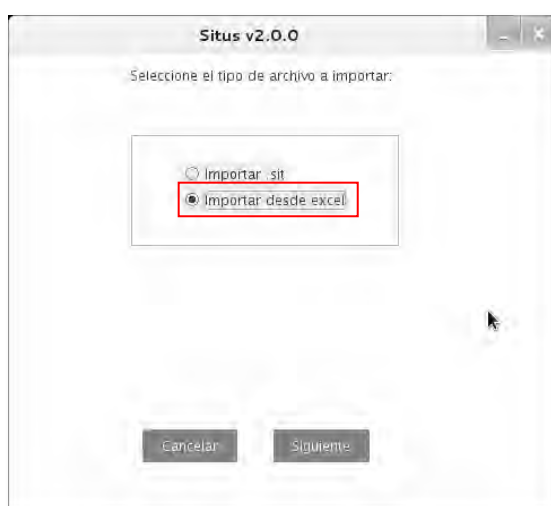 Situs v2.0.0
Seleccione el tipo de archivo a importar:
Importar .sit
Importar desde excel
Cancelar
Siguiente